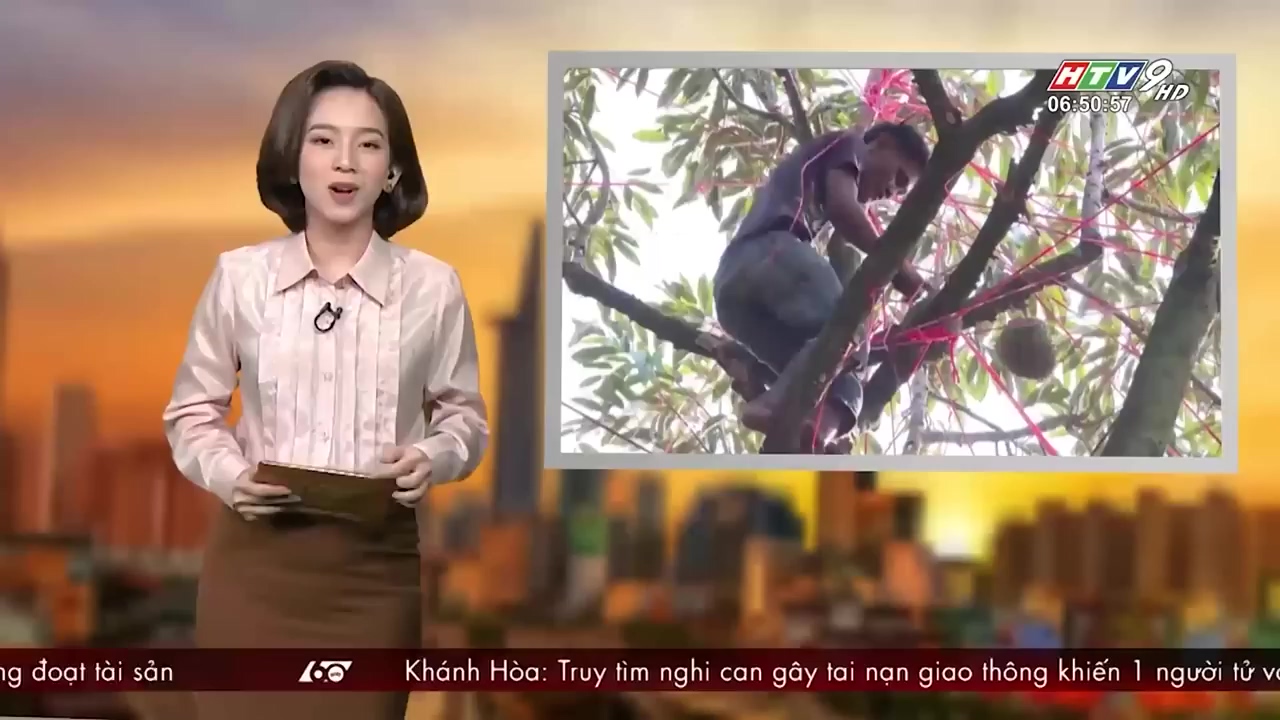 HTV9 HD
06:50:57
ng đoạt tài sản 60 Khánh Hòa: Truy tìm nghi can gây tai nạn giao thông khiến 1 người tử